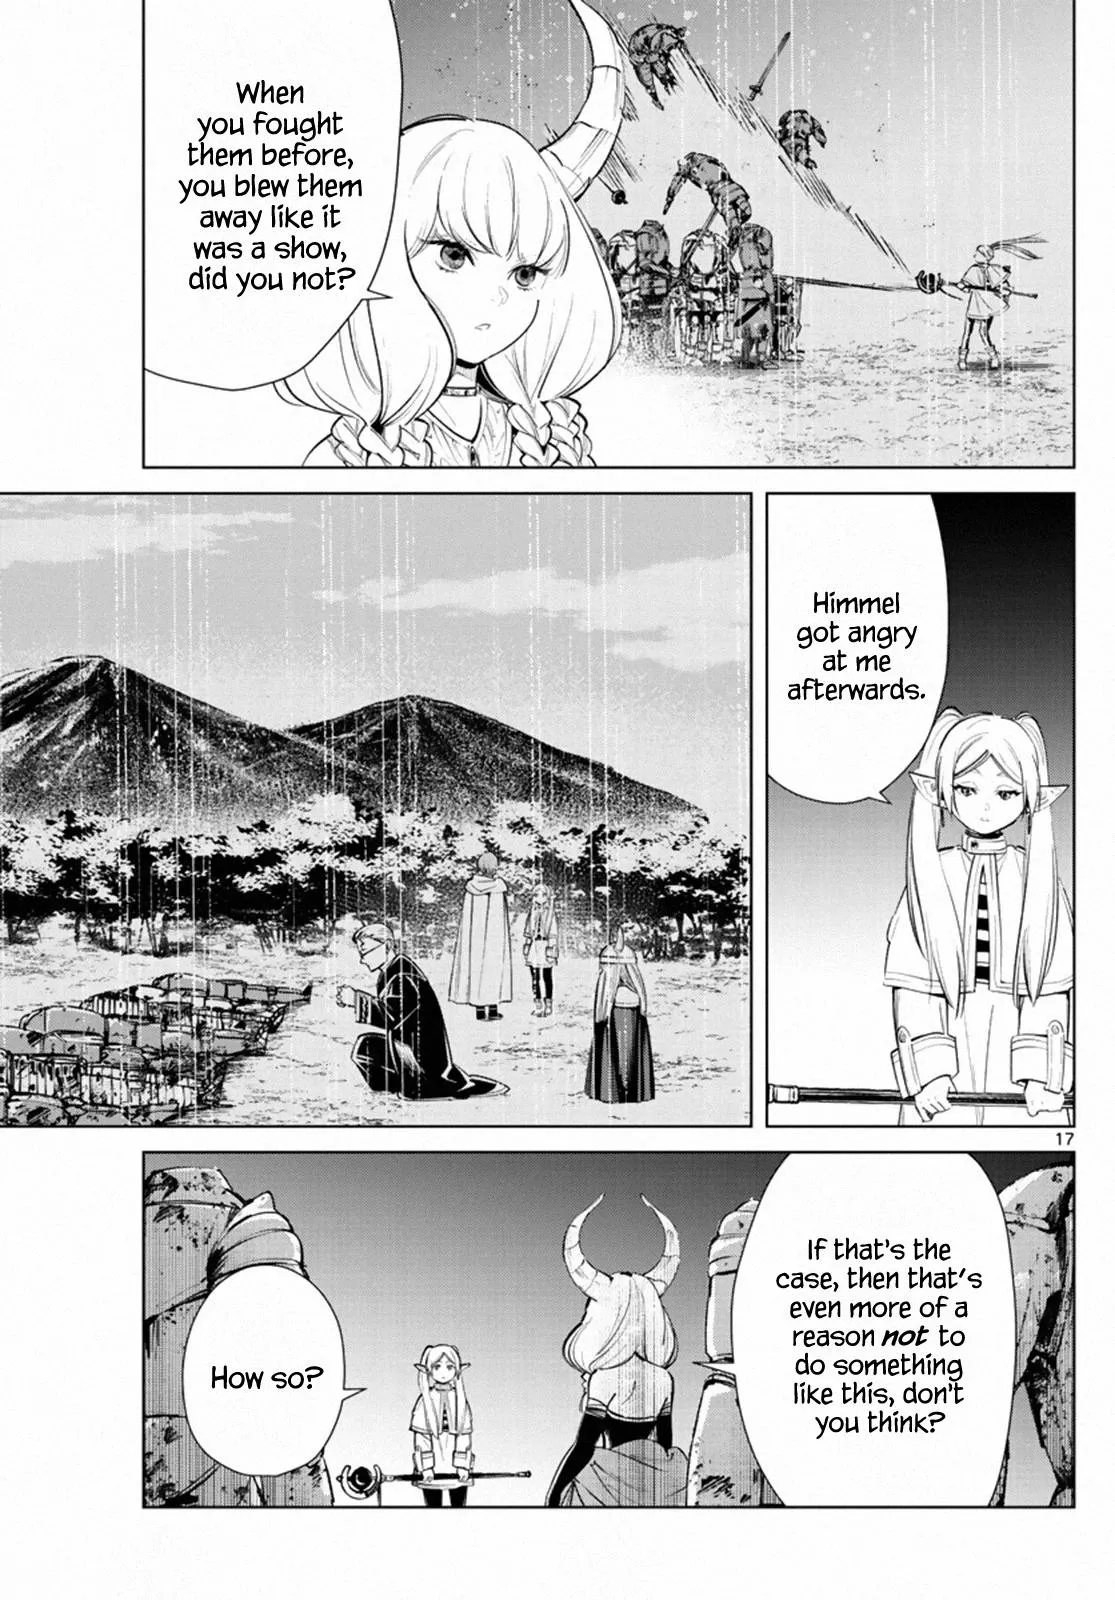 When
you fought
them before,
you blew them
away like it
was a show,
did you not?
Himmel
got angry
at me
afterwards.
17
If that's the
case, then that's
even more of a
reason not to
do something
like this, don't
you think?
How so?